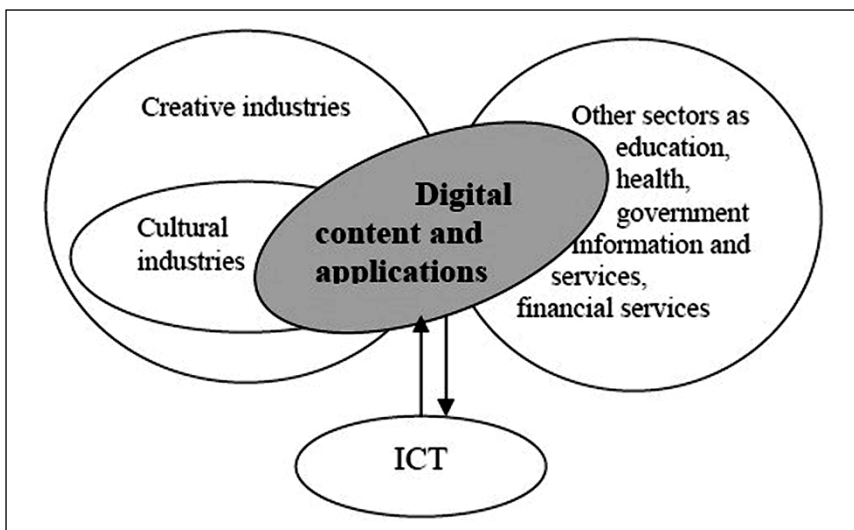 Creative industries
Cultural
industries
Digital
content and
applications
Other sectors as
education,
health,
government
information and
services,
financial services
ICT